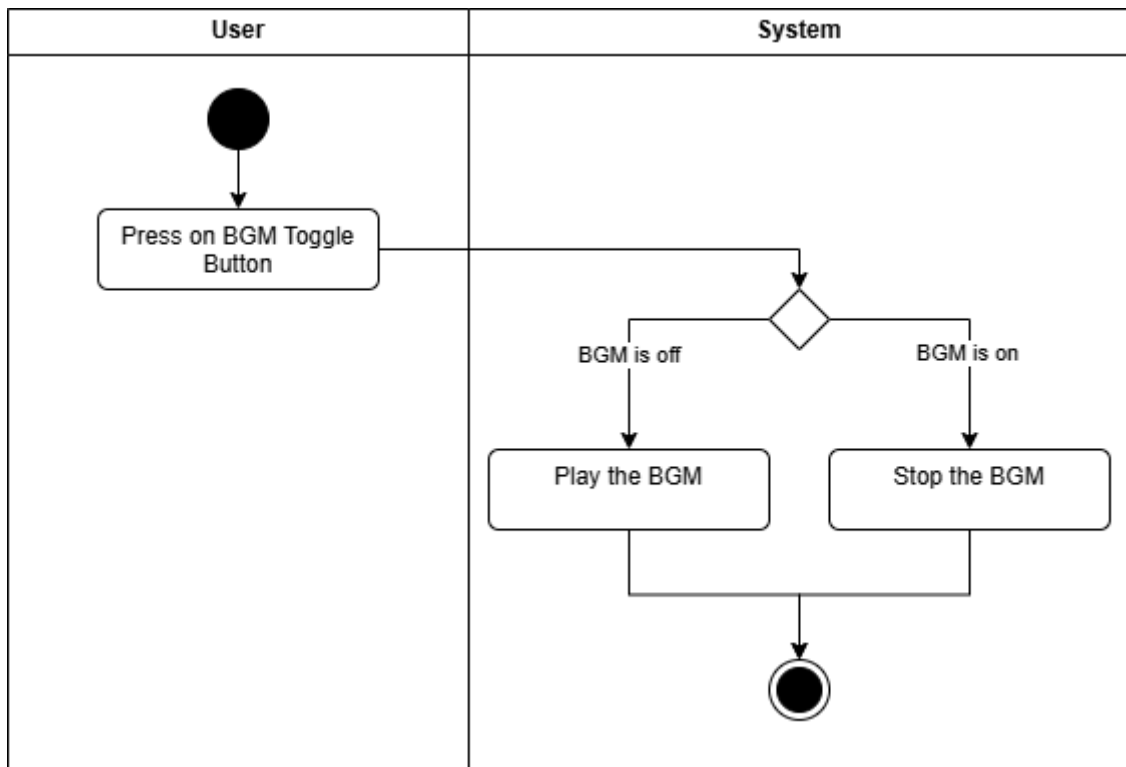 User
System
Press on BGM Toggle
Button
BGM is off
BGM is on
Play the BGM
Stop the BGM